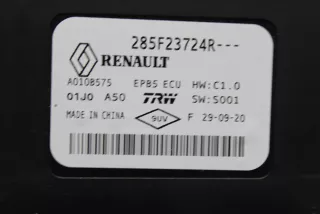 285F23724R---
RENAULT
A0108575 EPB5 ECU HW:C1.0
01J0 A50 TRW SW:S001
MADE IN CHINA 9UV F 29-09-20